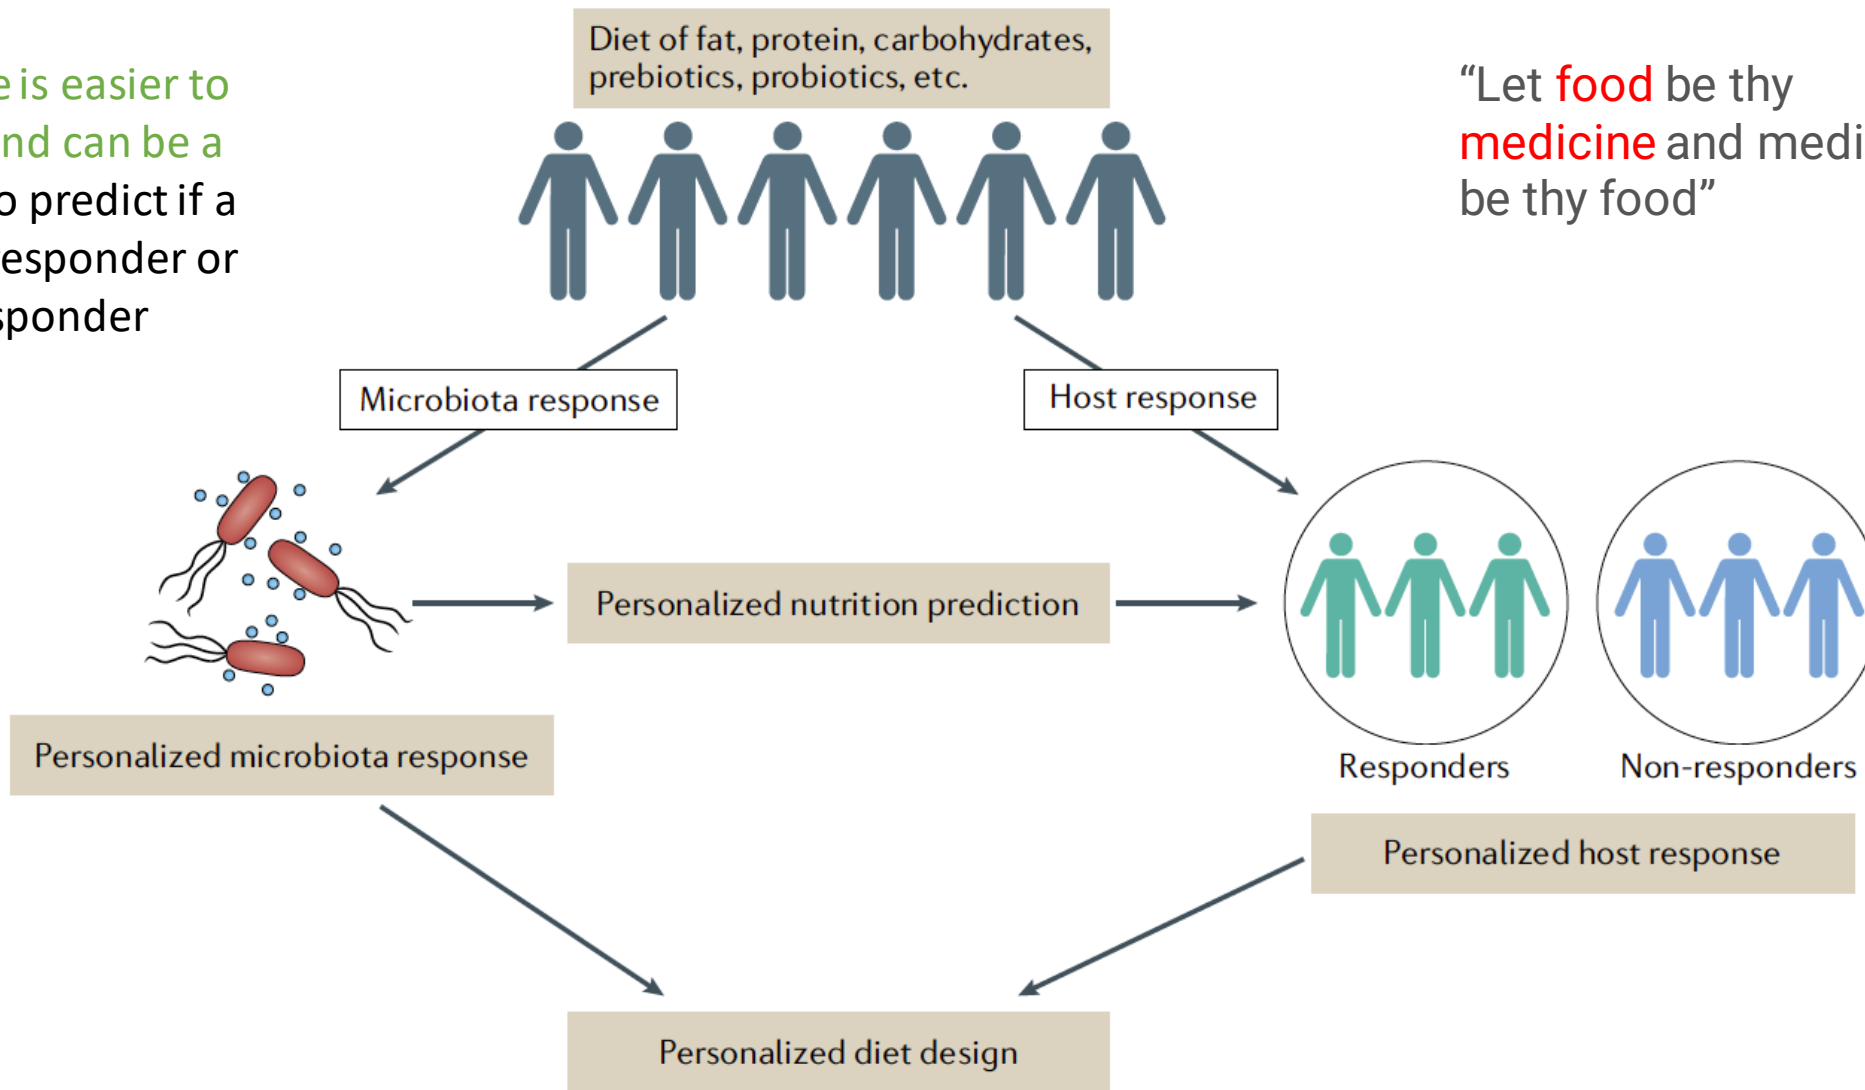 e is easier to
nd can be a
o predict if a
responder or
sponder
Diet of fat, protein, carbohydrates,
prebiotics, probiotics, etc.
“Let food be thy
medicine and medi
be thy food”
Microbiota response
Host response
Personalized nutrition prediction
Personalized microbiota response
Responders
Non-responders
Personalized host response
Personalized diet design